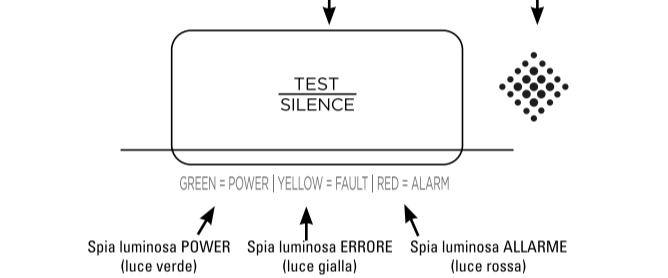 TEST
SILENCE
GREEN = POWER | YELLOW = FAULT | RED = ALARM
Spia luminosa POWER
(luce verde)
Spia luminosa ERRORE
(luce gialla)
Spia luminosa ALLARME
(luce rossa)